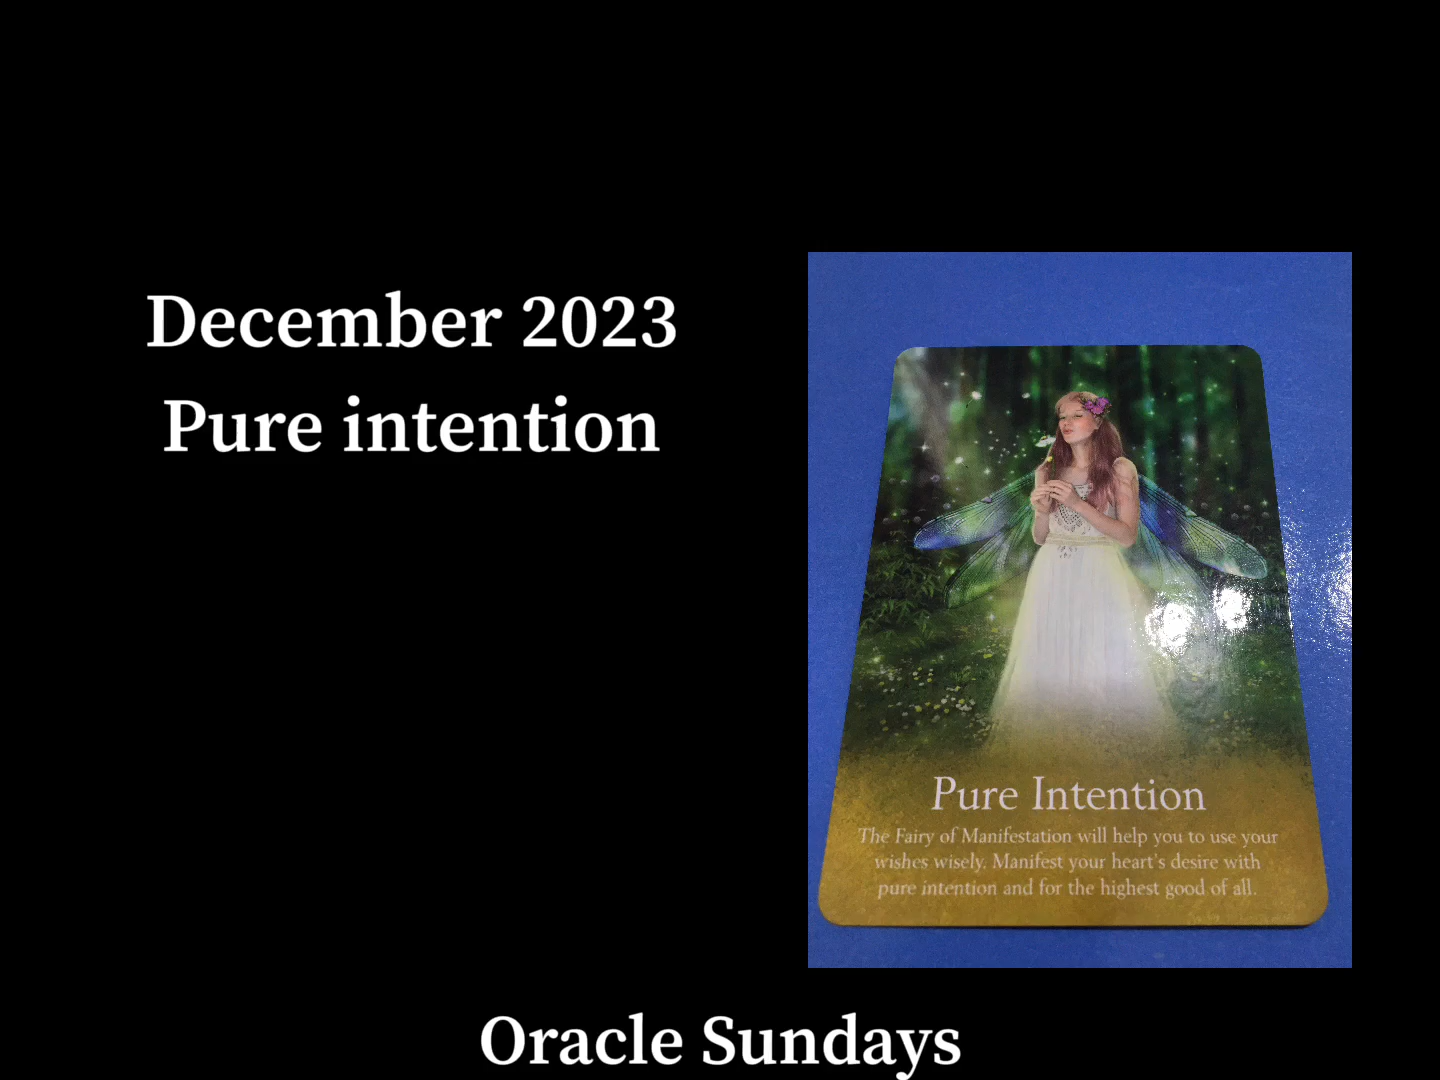 December 2023
Pure intention
Pure Intention
The Fairy of Manifestation will help you to use your
wishes wisely. Manifest your heart's desire with
pure intention and for the highest good of all.
Oracle Sundays